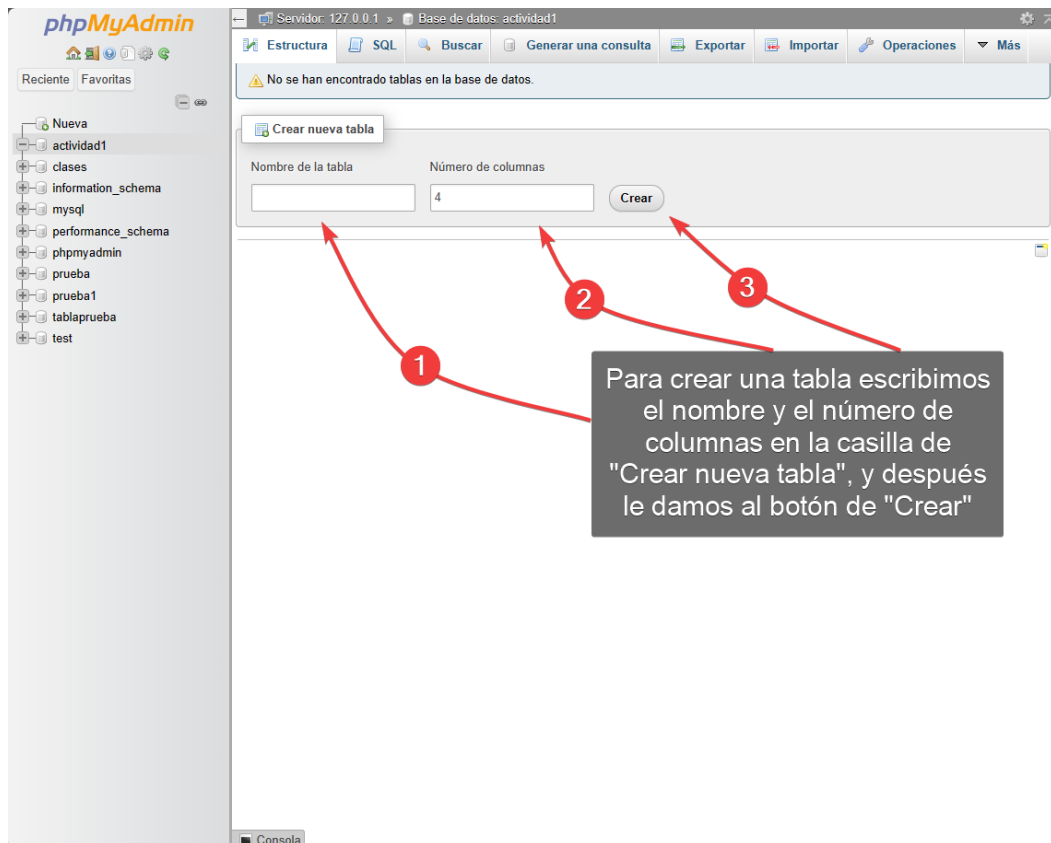 phpMyAdmin
Reciente Favoritas
Nueva
actividad1
clases
information_schema
mysql
performance_schema
phpmyadmin
prueba
prueba1
tablaprueba
test
Servidor: 127.0.0.1 » Base de datos: actividad1
Estructura SQL Buscar Generar una consulta Exportar Importar Operaciones Más
No se han encontrado tablas en la base de datos.
Crear nueva tabla
Nombre de la tabla Número de columnas
4 Crear
1
2
3
Para crear una tabla escribimos
el nombre y el número de
columnas en la casilla de
"Crear nueva tabla", y después
le damos al botón de "Crear"
Consola